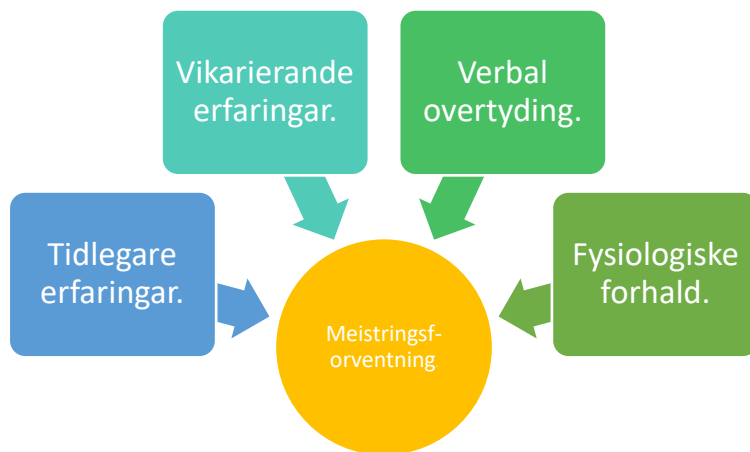 Vikarierande
erfaringar.
Verbal
overtyding.
Tidlegare
erfaringar.
Fysiologiske
forhald.
Meistringsf-
orventning.